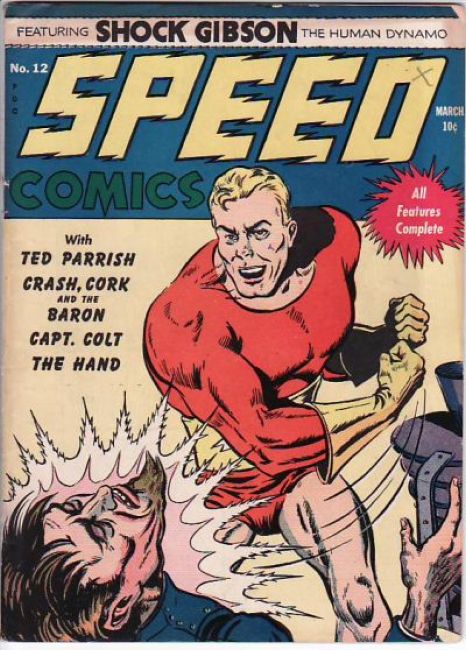 FEATURING SHOCK GIBSON THE HUMAN DYNAMO
No. 12
SPEED
COMICS
MARCH
10¢
All
Features
Complete
With
TED PARRISH
CRASH, CORK
AND THE
BARON
CAPT. COLT
THE HAND